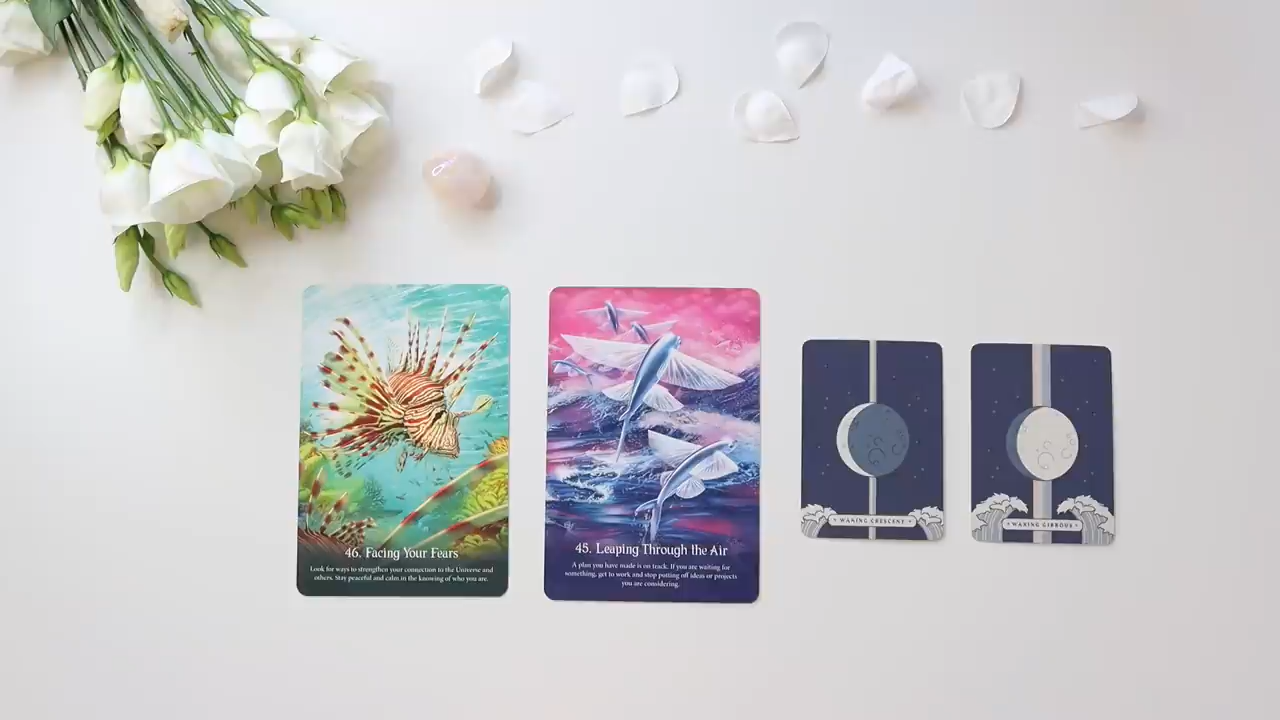 46. Facing Your Fears
Look for ways to strengthen your connection to the Universe and
others. Stay peaceful and calm in the knowing of who you are.
45. Leaping Through the Air
A plan you have made is on track. If you are waiting for
something, get to work and stop putting off ideas or projects
you are considering.
WANING CRESCENT
WAXING GIBBOUS